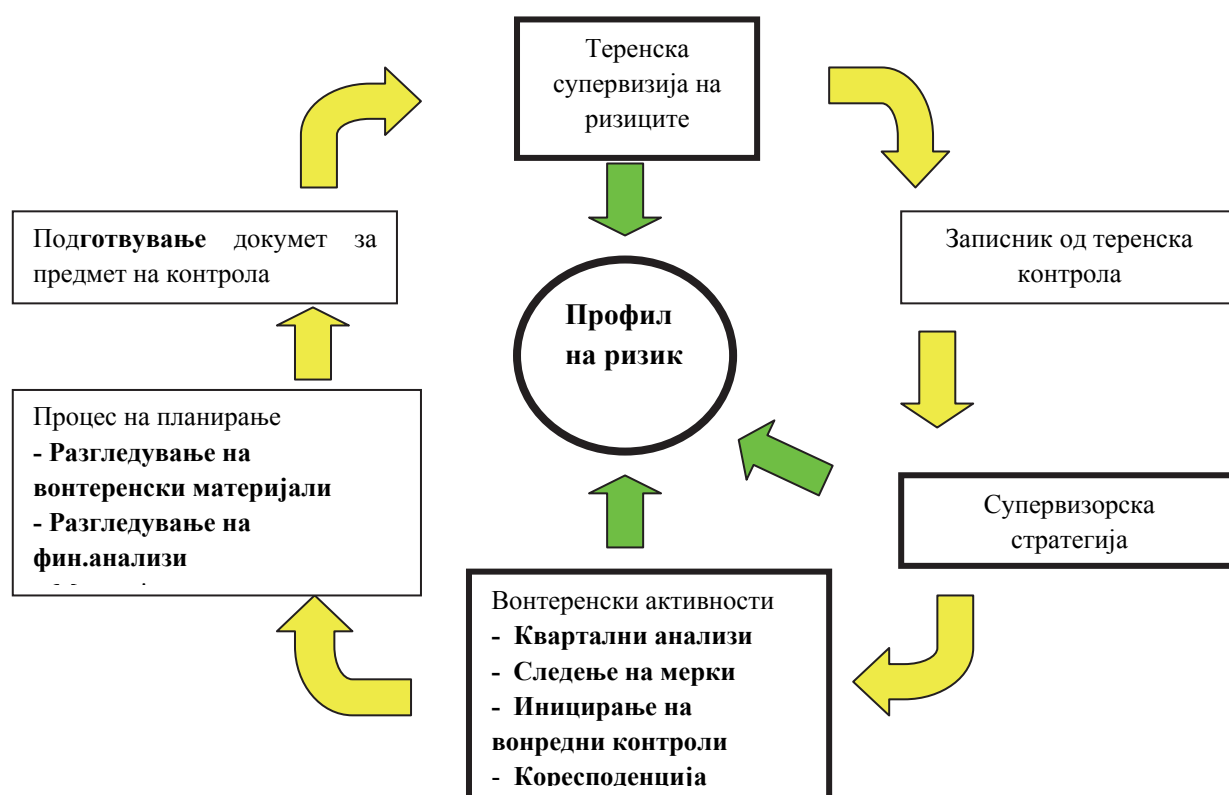 Теренска
супервизија на
ризиците
Подготвување докумет за
предмет на контрола
Записник од теренска
контрола
Профил
на ризик
Процес на планирање
- Разгледување на
вонтеренски материјали
- Разгледување на
фин.анализи
Супервизорска
стратегија
Вонтеренски активности
- Квартални анализи
- Следење на мерки
- Иницирање на
вонредни контроли
- Коресподенција